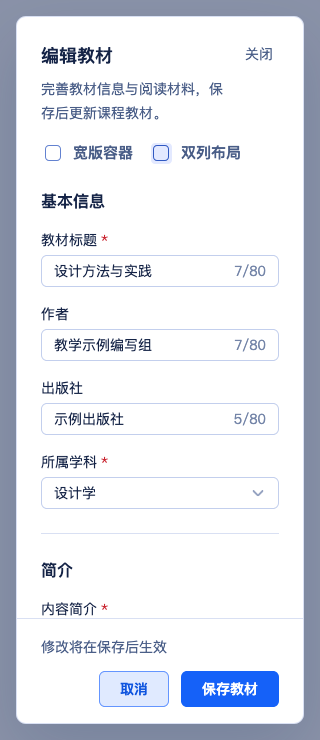 编辑教材
关闭
完善教材信息与阅读材料，保
存后更新课程教材。
宽版容器
双列布局
基本信息
教材标题 *
设计方法与实践 7/80
作者
教学示例编写组 7/80
出版社
示例出版社 5/80
所属学科 *
设计学
简介
内容简介 *
修改将在保存后生效
取消
保存教材